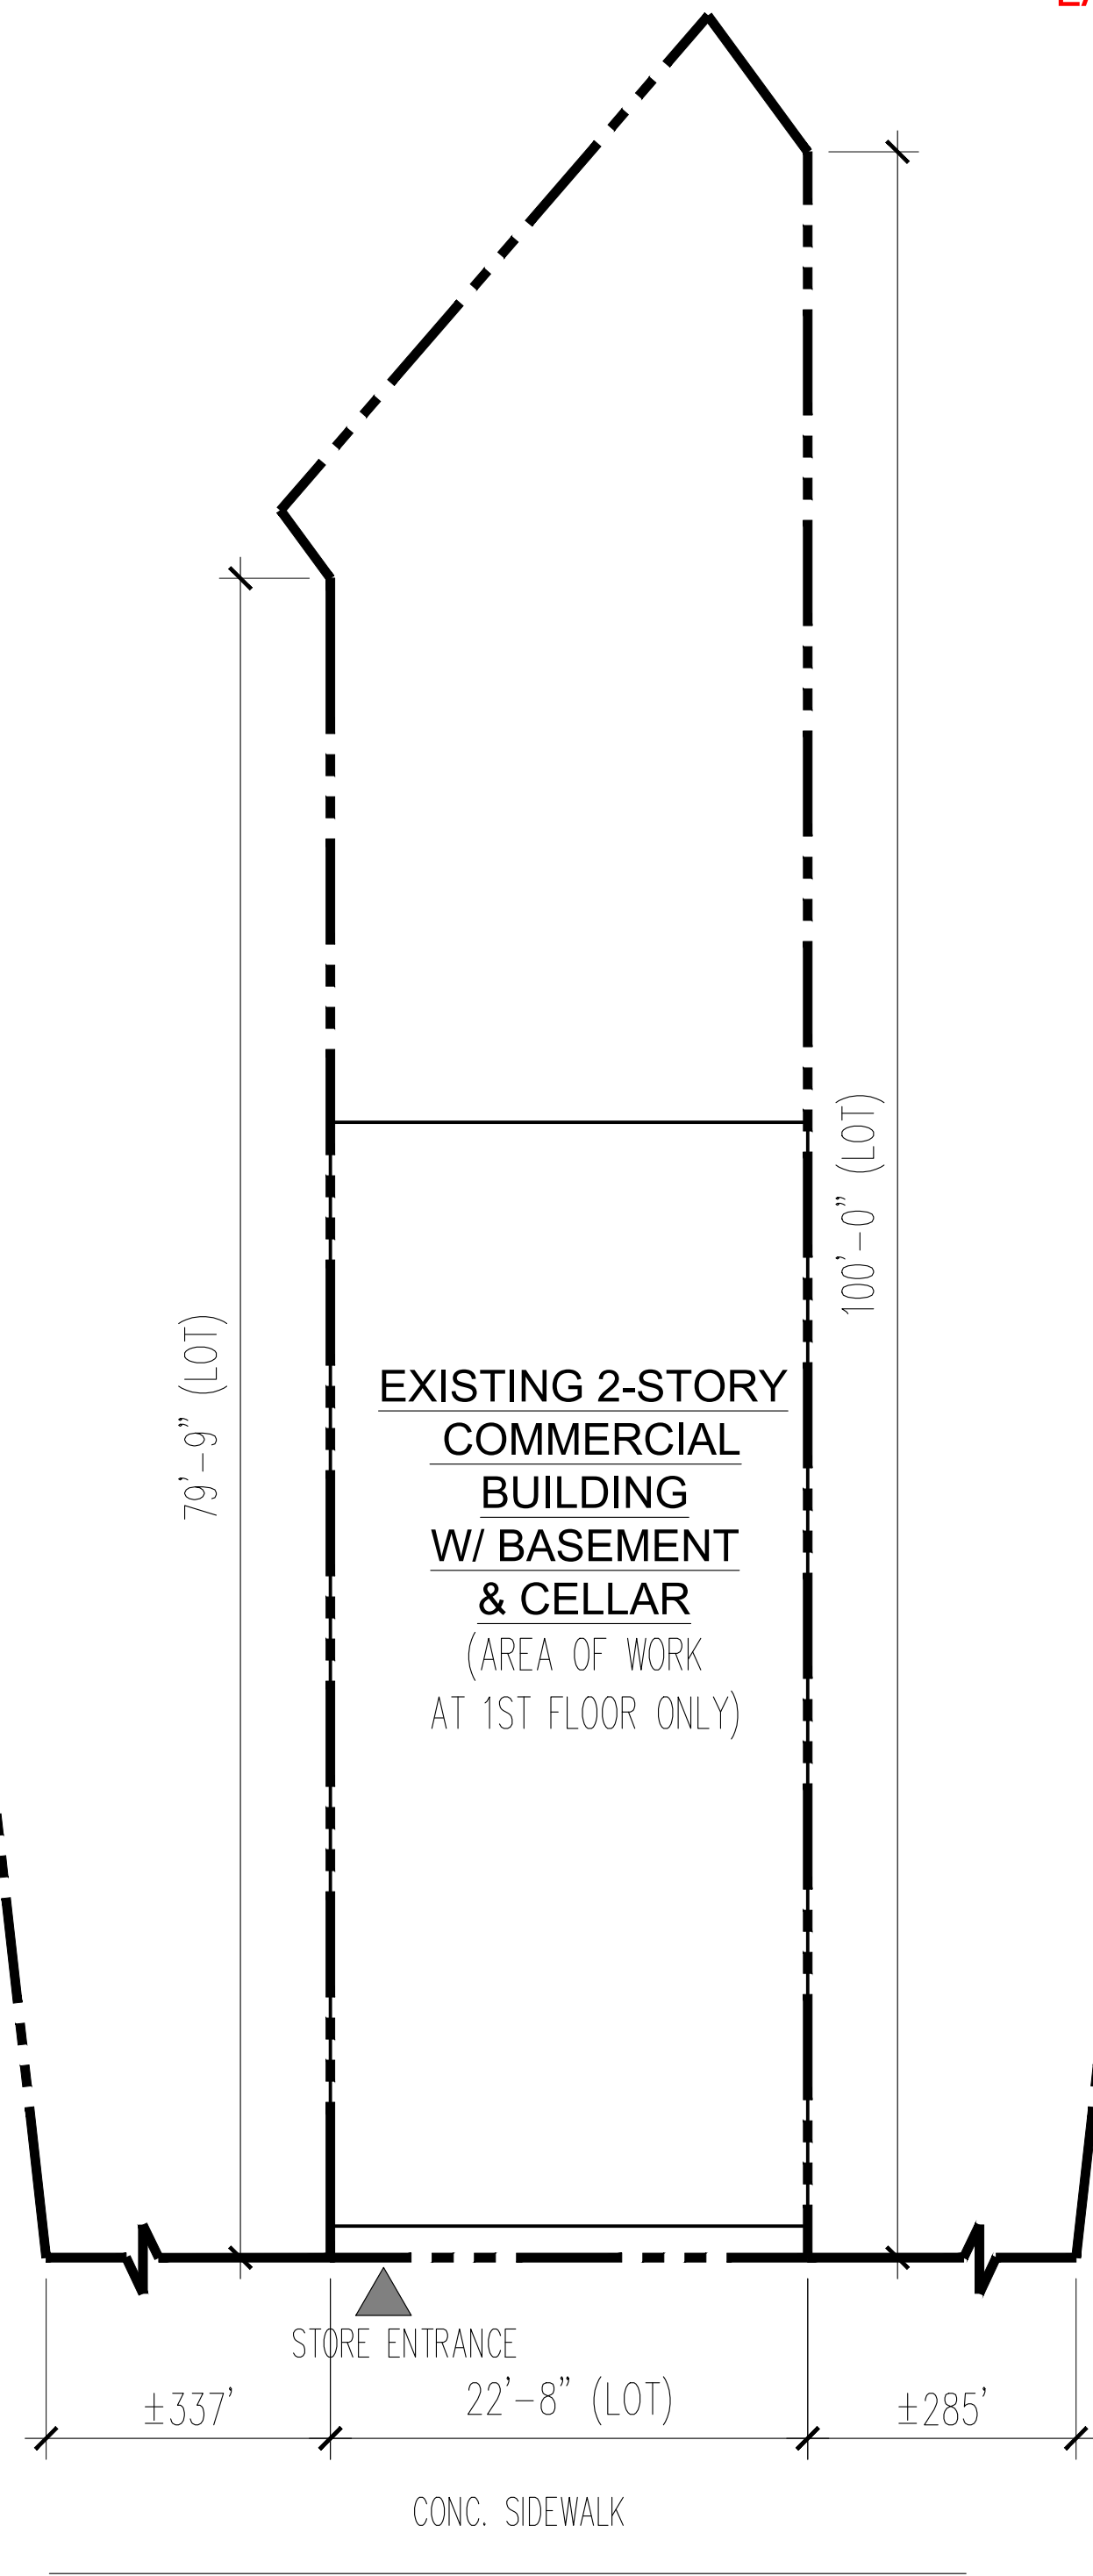 100'-0" (LOT)
79'-9" (LOT)
EXISTING 2-STORY
COMMERCIAL
BUILDING
W/ BASEMENT
& CELLAR
(AREA OF WORK
AT 1ST FLOOR ONLY)
STORE ENTRANCE
±337'
22'-8" (LOT)
±285'
CONC. SIDEWALK